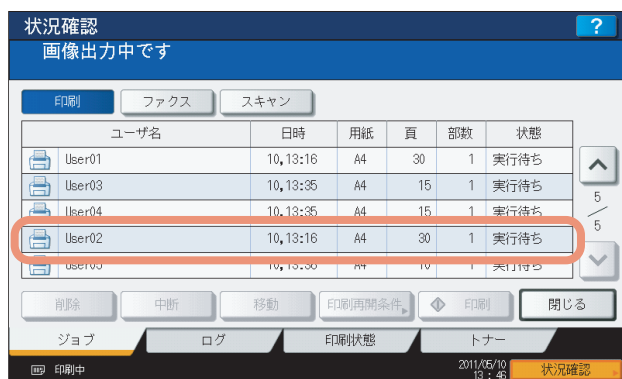 状況確認 ?
画像出力中です
印刷 ファクス スキャン
ユーザ名 日時 用紙 頁 部数 状態
User01 10,13:16 A4 30 1 実行待ち
User03 10,13:35 A4 15 1 実行待ち
User04 10,13:35 A4 15 1 実行待ち
User02 10,13:16 A4 30 1 実行待ち
5/5
削除 中断 移動 印刷再開条件 印刷 閉じる
ジョブ ログ 印刷状態 トナー
印刷中 2011/05/10 13:46 状況確認